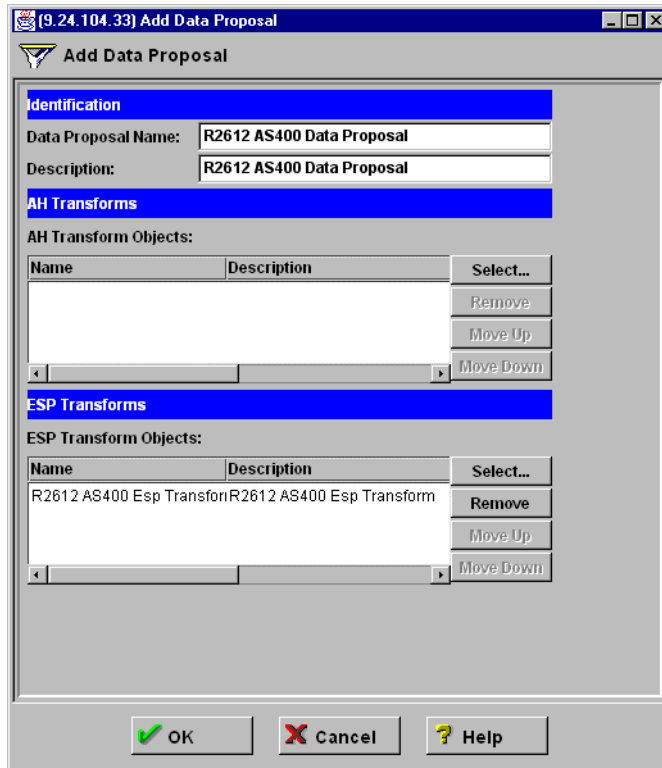 (9.24.104.33) Add Data Proposal
Add Data Proposal
Identification
Data Proposal Name: R2612 AS400 Data Proposal
Description: R2612 AS400 Data Proposal
AH Transforms
AH Transform Objects:
Name Description Select...
Remove
Move Up
Move Down
ESP Transforms
ESP Transform Objects:
Name Description Select...
R2612 AS400 Esp Transfor R2612 AS400 Esp Transform Remove
Move Up
Move Down
OK Cancel Help